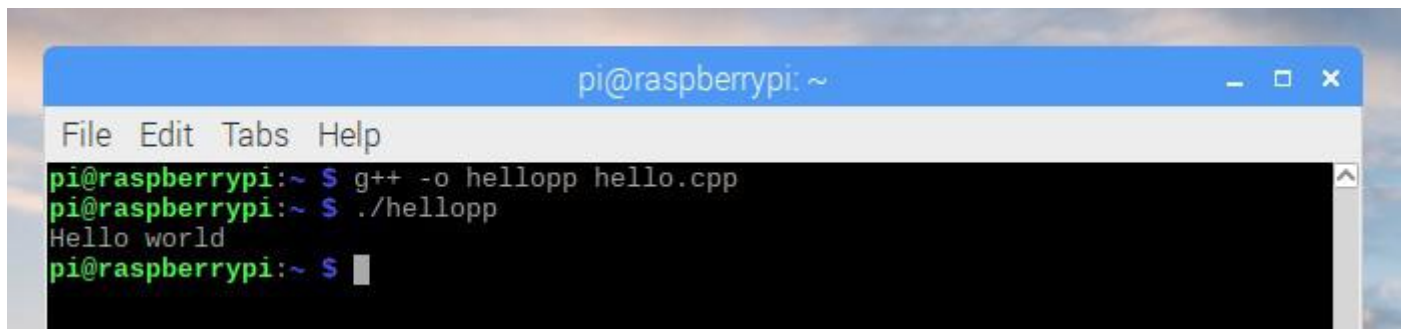 pi@raspberrypi: ~
File Edit Tabs Help
pi@raspberrypi:~ $ g++ -o hellopp hello.cpp
pi@raspberrypi:~ $ ./hellopp
Hello world
pi@raspberrypi:~ $